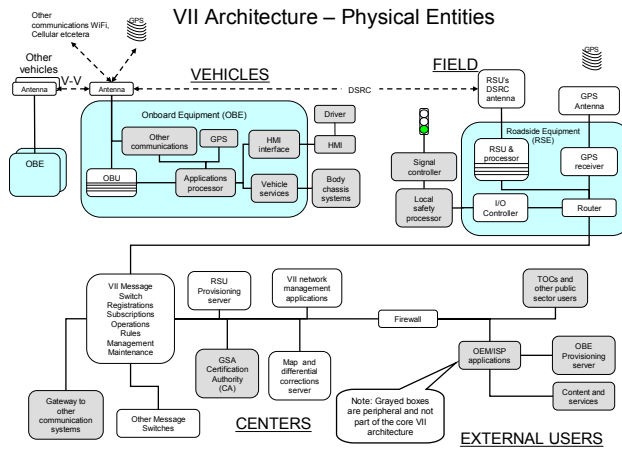 VII Architecture – Physical Entities
Other
communications WiFi,
Cellular etcetera
GPS
Other
vehicles
V-V
Antenna
Antenna
VEHICLES
DSRC
FIELD
RSU's
DSRC
antenna
GPS
GPS
Antenna
OBE
Onboard Equipment (OBE)
Other
communications
GPS
HMI
interface
Driver
HMI
OBU
Applications
processor
Vehicle
services
Body
chassis
systems
Signal
controller
Local
safety
processor
Roadside Equipment
(RSE)
RSU &
processor
GPS
receiver
I/O
Controller
Router
VII Message
Switch
Registrations
Subscriptions
Operations
Rules
Management
Maintenance
RSU
Provisioning
server
VII network
management
applications
Firewall
TOCs and
other public
sector users
GSA
Certification
Authority
(CA)
Map and
differential
corrections
server
OEM/ISP
applications
OBE
Provisioning
server
Content and
services
Gateway to
other
communication
systems
Other Message
Switches
CENTERS
Note: Grayed boxes
are peripheral and not
part of the core VII
architecture
EXTERNAL USERS